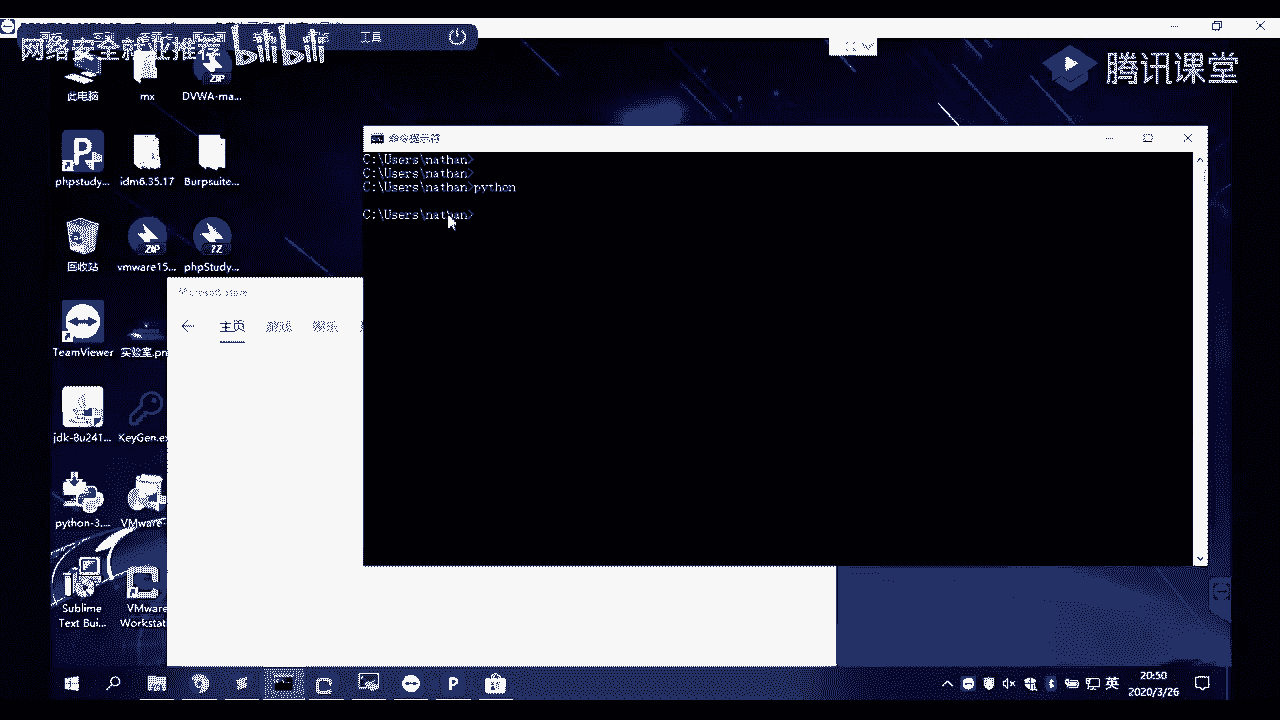 网络安全就业推荐 bilibili
工具
腾讯课堂
此电脑
mx
DVWA-ma...
phpstudy...
idm6.35.17
Burpsuite...
回收站
vmware15...
phpStudy...
TeamViewer
实验室.pn
jdk-8u241...
KeyGen.ex
python-3....
VMware
Sublime
Text Bui...
VMware
Workstat
命令提示符
C:\Users\nathan>
C:\Users\nathan>
C:\Users\nathan>python
C:\Users\nathan>
Microsoft Store
主页
游戏
娱乐
英
20:50
2020/3/26